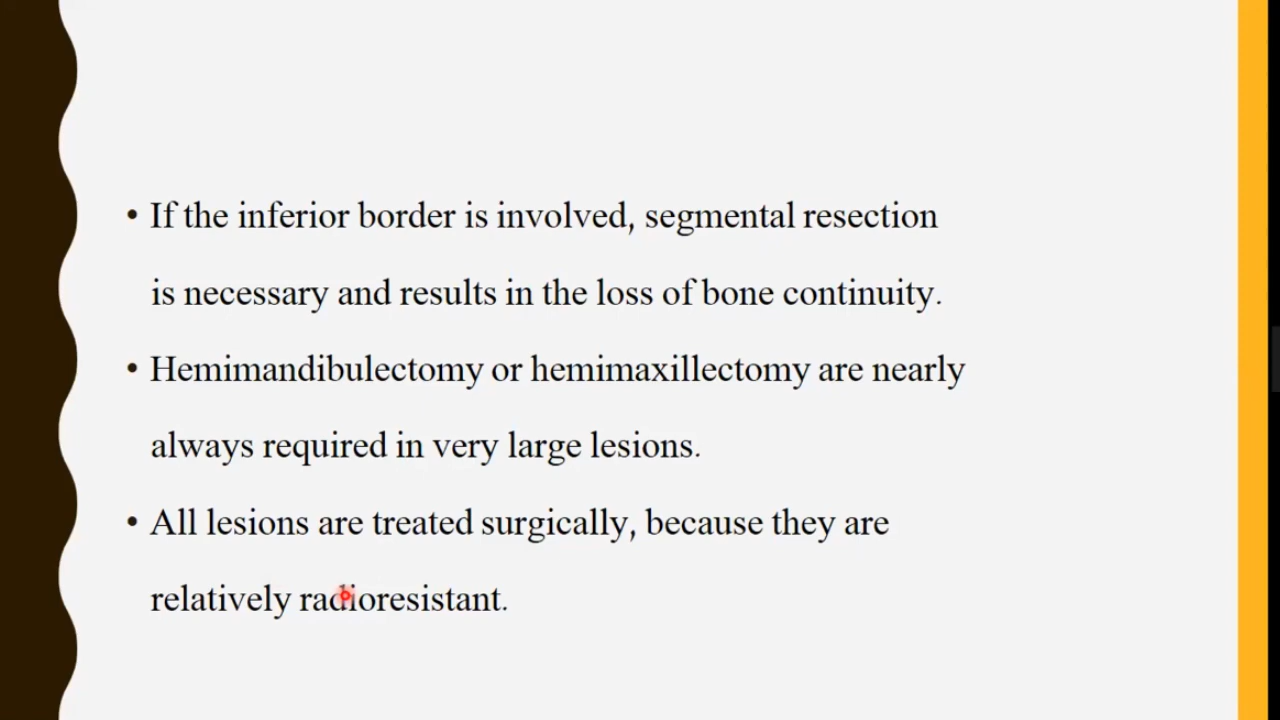 • If the inferior border is involved, segmental resection
is necessary and results in the loss of bone continuity.
• Hemimandibulectomy or hemimaxillectomy are nearly
always required in very large lesions.
• All lesions are treated surgically, because they are
relatively radioresistant.